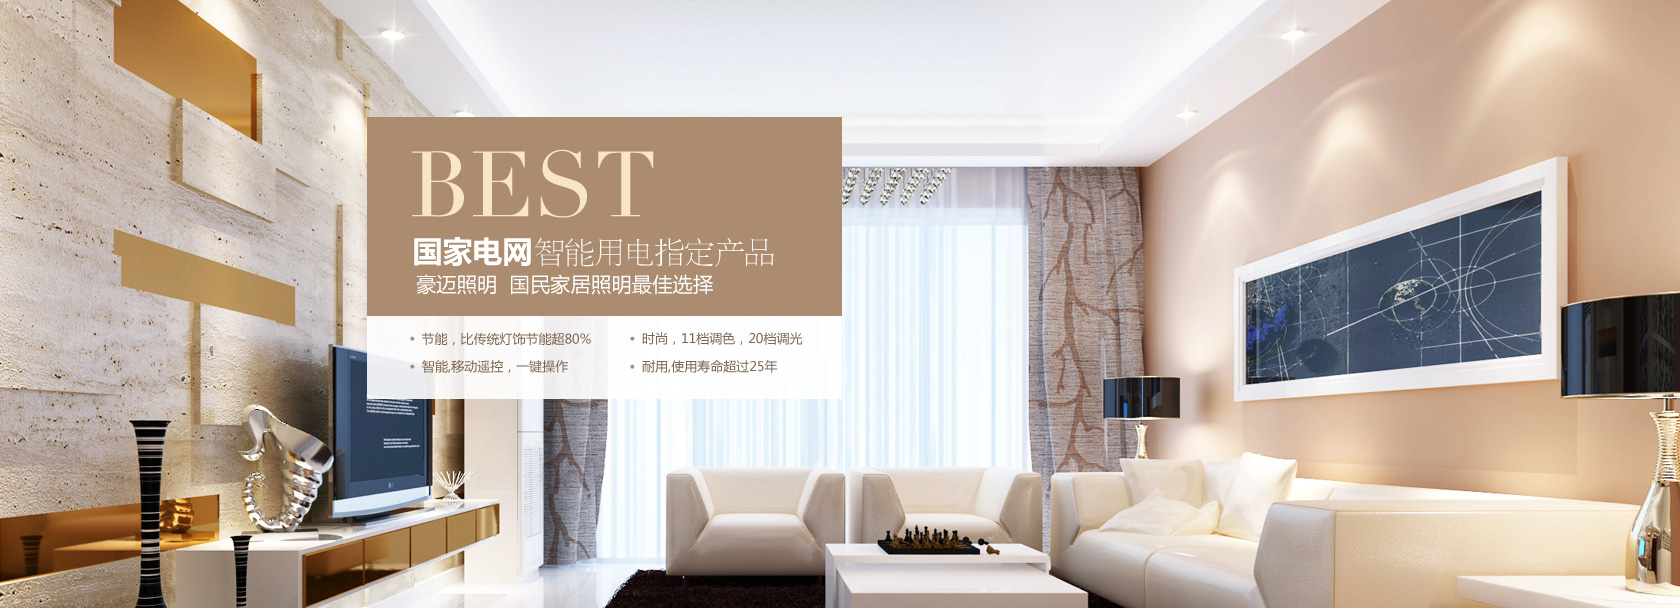 BEST
国家电网智能用电指定产品
豪迈照明 国民家居照明最佳选择
• 节能，比传统灯饰节能超80%
• 时尚，11档调色，20档调光
• 智能,移动遥控，一键操作
• 耐用,使用寿命超过25年